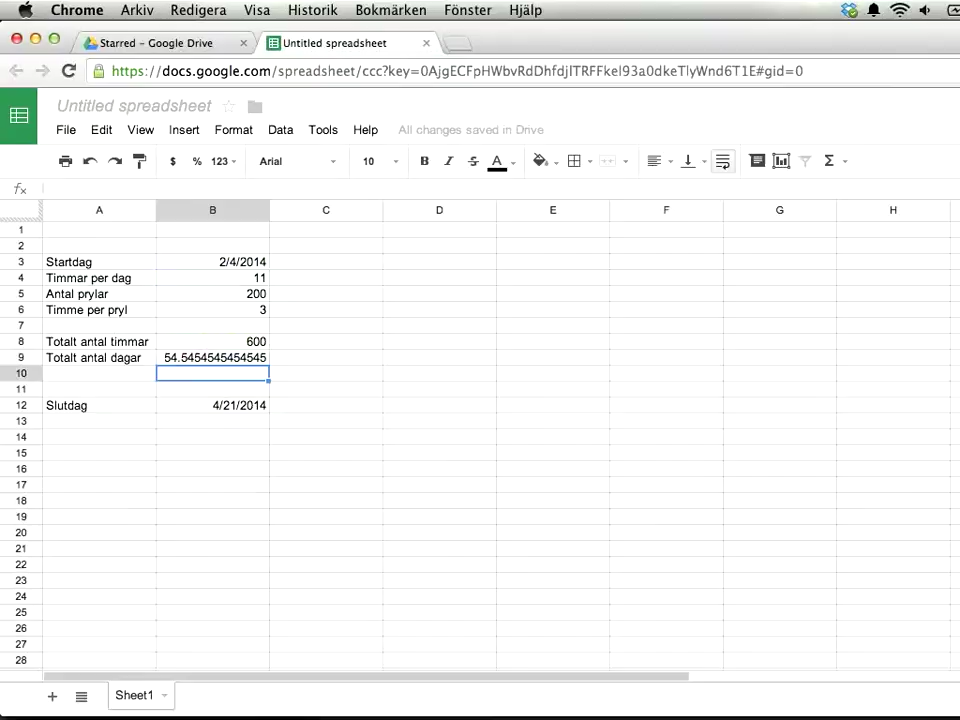 Chrome Arkiv Redigera Visa Historik Bokmärken Fönster Hjälp
Starred – Google Drive × Untitled spreadsheet ×
https://docs.google.com/spreadsheet/ccc?key=0AjgECFpHWbvRdDhfdjlTRFFkel93a0dkeTlyWnd6T1E#gid=0
Untitled spreadsheet
File Edit View Insert Format Data Tools Help All changes saved in Drive
$ % 123 Arial 10 B I S A Σ
fx
A B C D E F G H
1
2
3 Startdag 2/4/2014
4 Timmar per dag 11
5 Antal prylar 200
6 Timme per pryl 3
7
8 Totalt antal timmar 600
9 Totalt antal dagar 54.5454545454545
10
11
12 Slutdag 4/21/2014
13
14
15
16
17
18
19
20
21
22
23
24
25
26
27
28
+ Sheet1